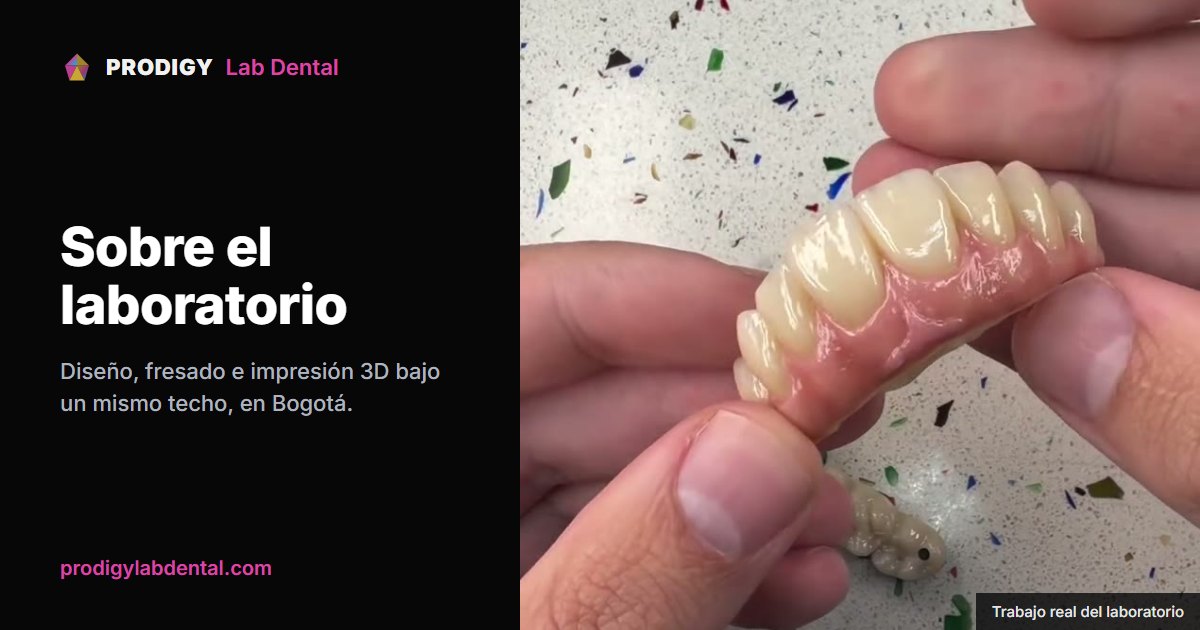 PRODIGY Lab Dental
Sobre el
laboratorio
Diseño, fresado e impresión 3D bajo
un mismo techo, en Bogotá.
prodigylabdental.com
Trabajo real del laboratorio